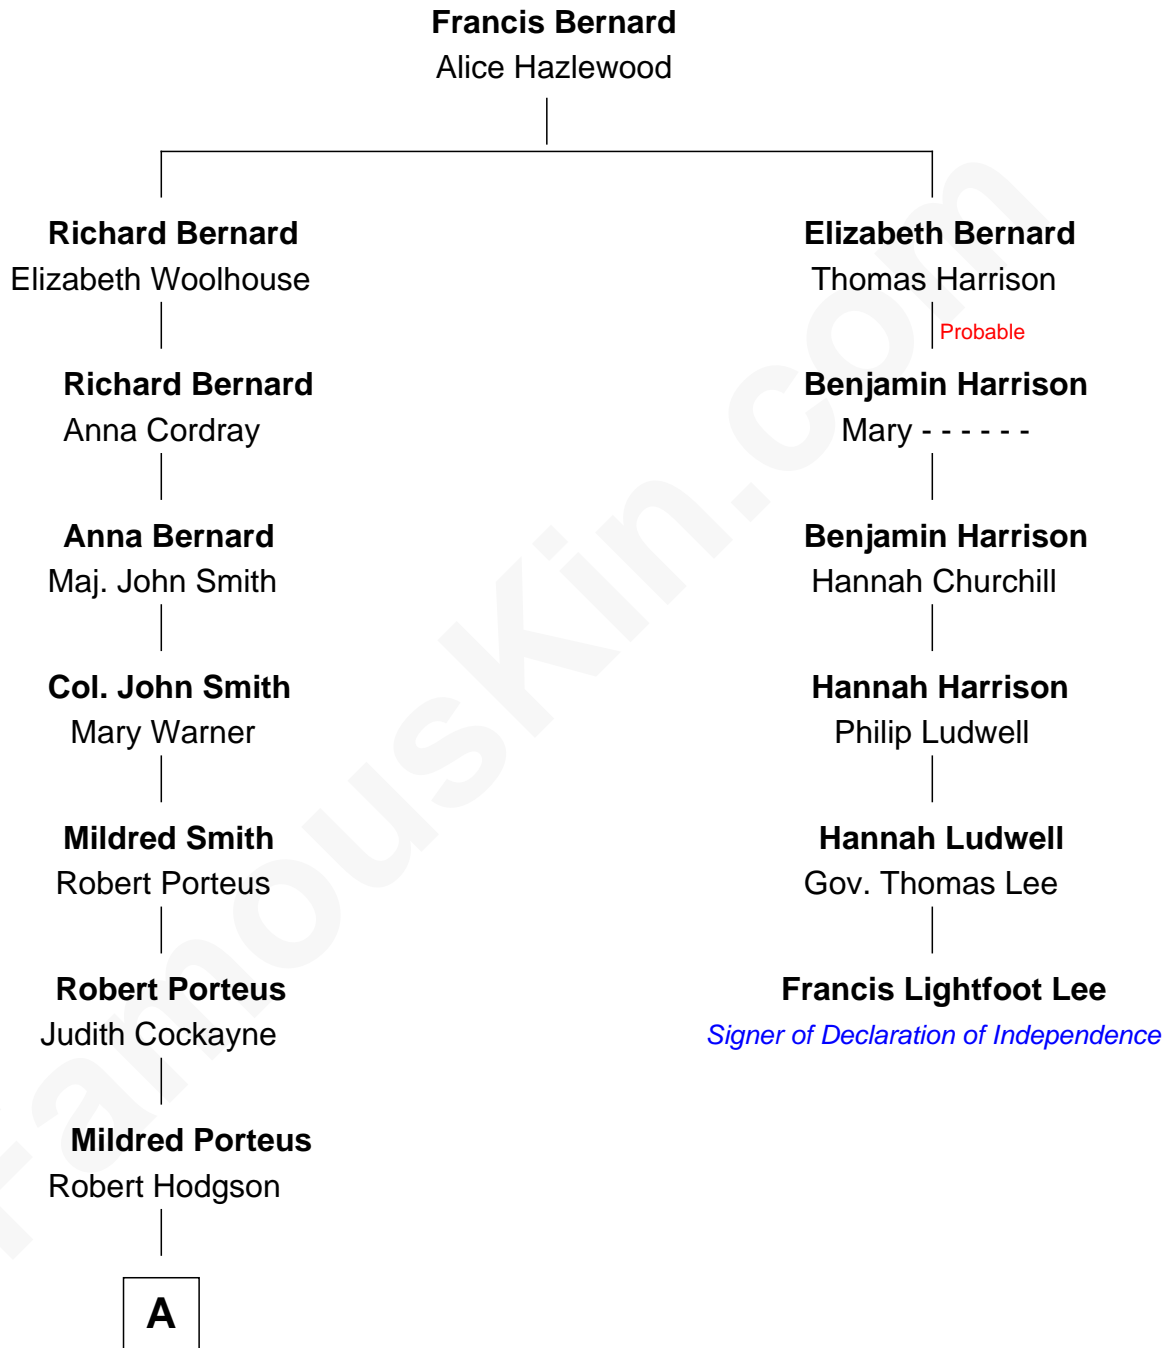 Francis Bernard
Alice Hazlewood
Richard Bernard
Elizabeth Woolhouse
Elizabeth Bernard
Thomas Harrison
Probable
Richard Bernard
Anna Cordray
Benjamin Harrison
Mary - - - - - -
Anna Bernard
Maj. John Smith
Benjamin Harrison
Hannah Churchill
Col. John Smith
Mary Warner
Hannah Harrison
Philip Ludwell
Mildred Smith
Robert Porteus
Hannah Ludwell
Gov. Thomas Lee
Robert Porteus
Judith Cockayne
Francis Lightfoot Lee
Signer of Declaration of Independence
Mildred Porteus
Robert Hodgson
A
FamousKin.com